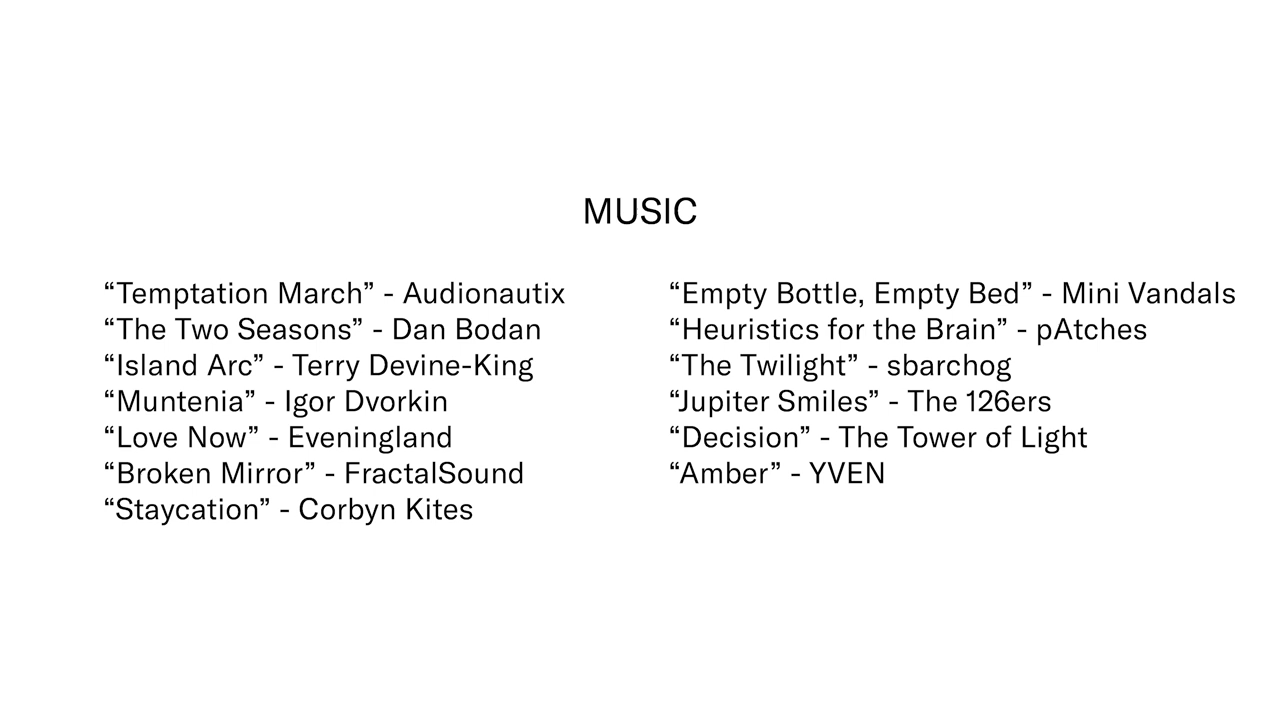 MUSIC
“Temptation March” - Audionautix
“The Two Seasons” - Dan Bodan
“Island Arc” - Terry Devine-King
“Muntenia” - Igor Dvorkin
“Love Now” - Eveningland
“Broken Mirror” - FractalSound
“Staycation” - Corbyn Kites
“Empty Bottle, Empty Bed” - Mini Vandals
“Heuristics for the Brain” - pAtches
“The Twilight” - sbarchog
“Jupiter Smiles” - The 126ers
“Decision” - The Tower of Light
“Amber” - YVEN